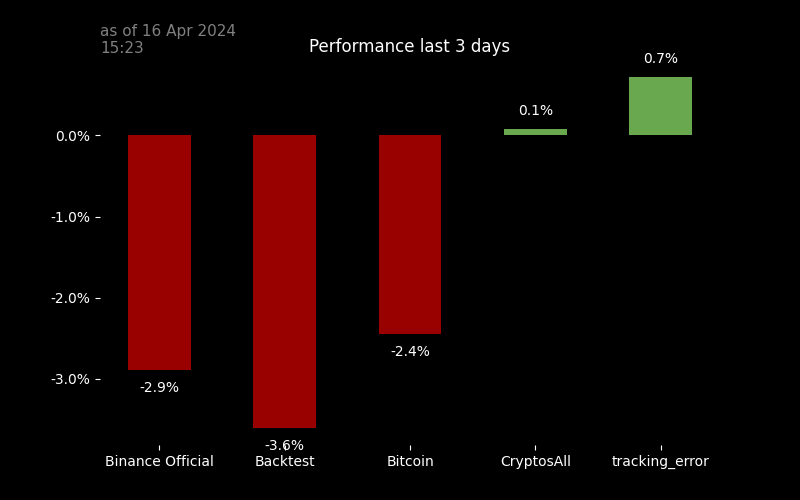 as of 16 Apr 2024
15:23
Performance last 3 days
0.7%
0.1%
0.0%
-1.0%
-2.0%
-3.0%
-2.9%
-3.6%
-2.4%
Binance Official
Backtest
Bitcoin
CryptosAll
tracking_error